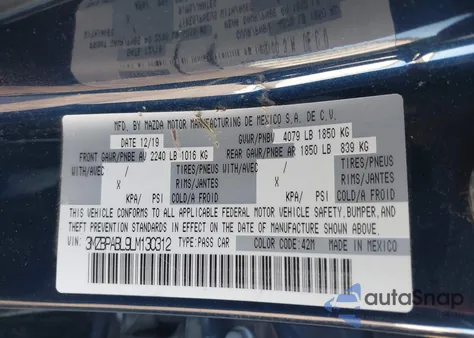 MFD. BY MAZDA MOTOR MANUFACTURING DE MEXICO S.A. DE C.V.
DATE 12/19 GVWR/PNBV 4079 LB 1850 KG
FRONT GAWR/PNBE AV 2240 LB 1016 KG REAR GAWR/PNBE AR 1850 LB 839 KG
WITH/AVEC / TIRES/PNEUS WITH/AVEC / TIRES/PNEUS
X RIMS/JANTES X RIMS/JANTES
KPA/ PSI COLD/A FROID KPA/ PSI COLD/A FROID
THIS VEHICLE CONFORMS TO ALL APPLICABLE FEDERAL MOTOR VEHICLE SAFETY, BUMPER, AND
THEFT PREVENTION STANDARDS IN EFFECT ON THE DATE OF MANUFACTURE SHOWN ABOVE.
VIN: 3MZBPABL9LM130312 TYPE:PASS CAR COLOR CODE:42M MADE IN MEXICO
autoSnap